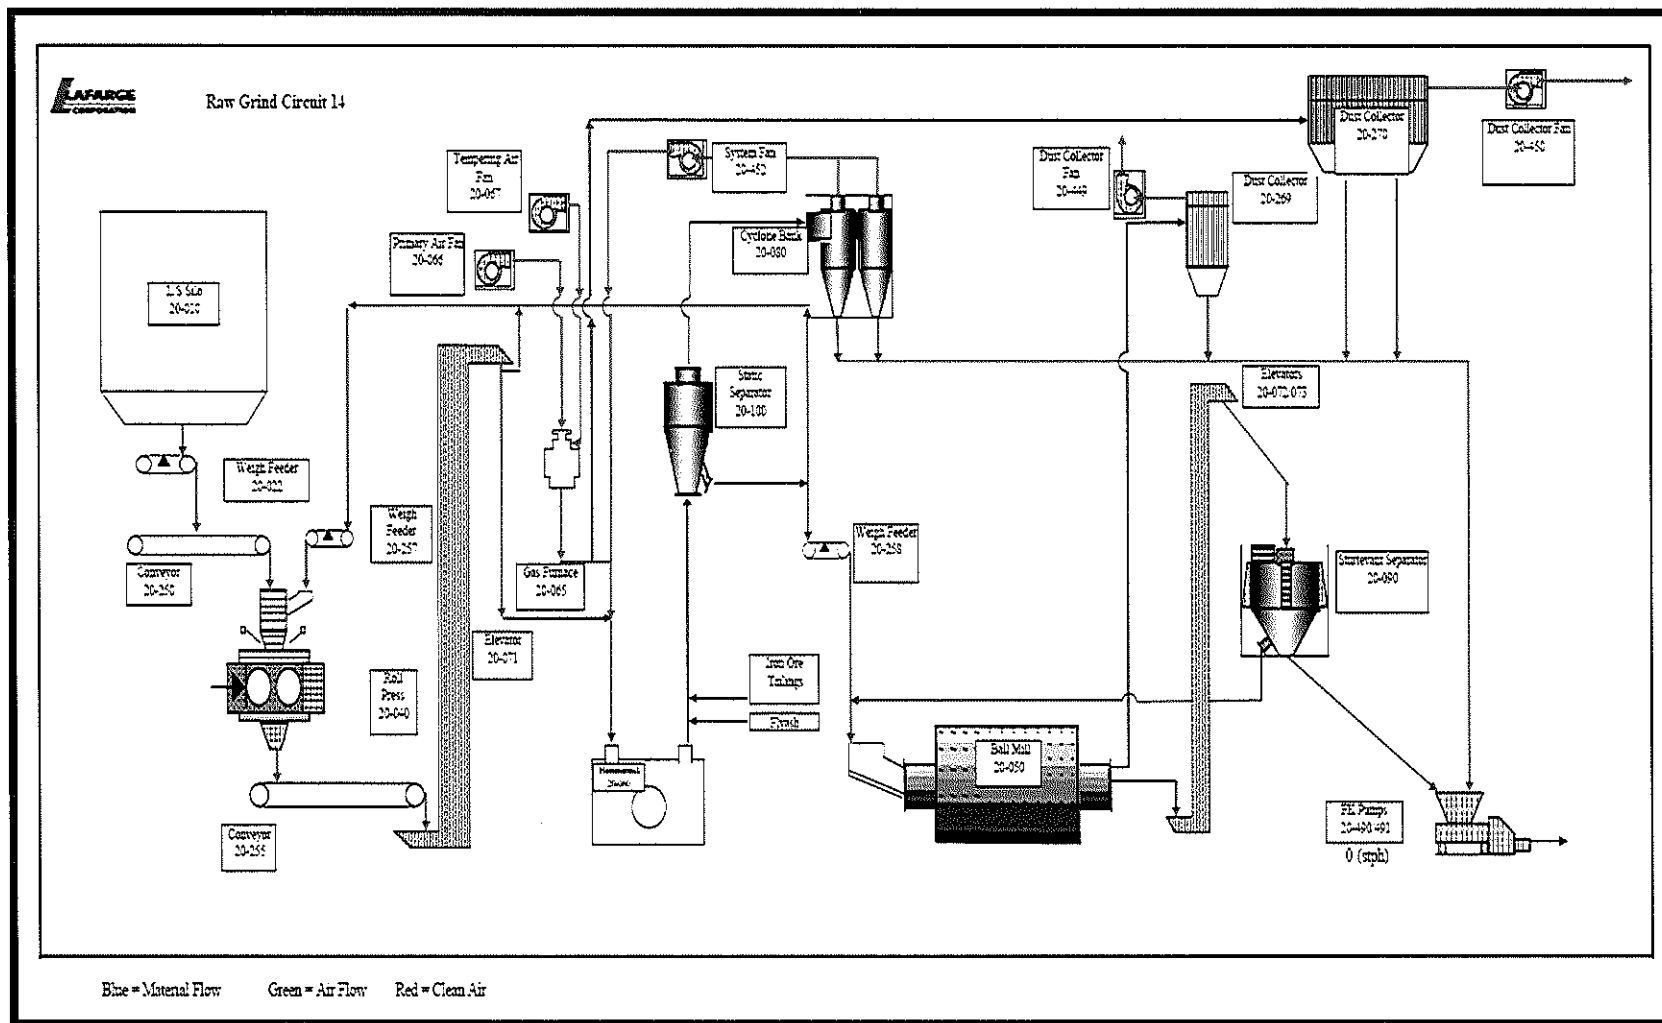 LAFARGE
CORPORATION
Raw Grind Circuit 14
Tempering Air
Fan
20-067
System Fan
20-452
Dust Collector
20-270
Dust Collector Fan
20-450
Dust Collector
Fan
20-449
Dust Collector
20-269
Primary Air Fan
20-066
Cyclone Bank
20-080
L S Silo
Static
Separator
20-100
Elevators
20-072/073
Weigh Feeder
20-022
Weigh
Feeder
20-257
Weigh Feeder
20-258
Conveyor
20-250
Gas Furnace
20-065
Sturtevant Separator
20-090
Elevator
20-071
Roll
Press
20-040
Iron Ore
Tailings
Flyash
Ball Mill
20-050
Conveyor
20-255
FK Pumps
20-490/491
0 (stph)
Blue = Material Flow
Green = Air Flow
Red = Clean Air